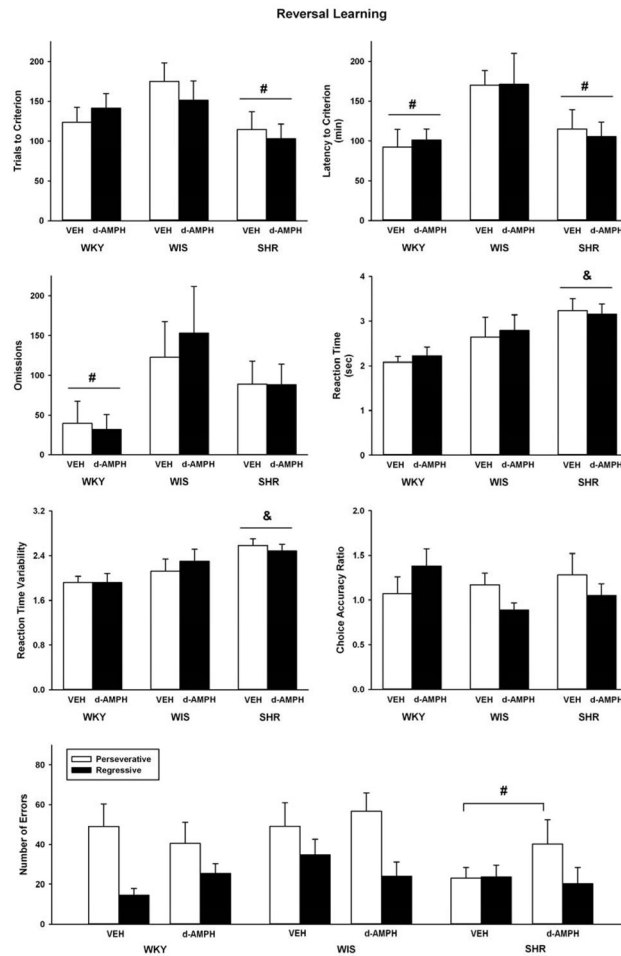 Reversal Learning
Trials to Criterion
200
150
100
50
0
#
VEH d-AMPH VEH d-AMPH VEH d-AMPH
WKY WIS SHR
Latency to Criterion
(min)
200
150
100
50
0
#
#
VEH d-AMPH VEH d-AMPH VEH d-AMPH
WKY WIS SHR
Omissions
200
150
100
50
0
#
VEH d-AMPH VEH d-AMPH VEH d-AMPH
WKY WIS SHR
Reaction Time
(sec)
4
3
2
1
0
&
VEH d-AMPH VEH d-AMPH VEH d-AMPH
WKY WIS SHR
Reaction Time Variability
3.2
2.4
1.6
0.8
0.0
&
VEH d-AMPH VEH d-AMPH VEH d-AMPH
WKY WIS SHR
Choice Accuracy Ratio
2.0
1.5
1.0
0.5
0.0
VEH d-AMPH VEH d-AMPH VEH d-AMPH
WKY WIS SHR
Number of Errors
80
60
40
20
0
Perseverative
Regressive
#
VEH d-AMPH VEH d-AMPH VEH d-AMPH
WKY WIS SHR